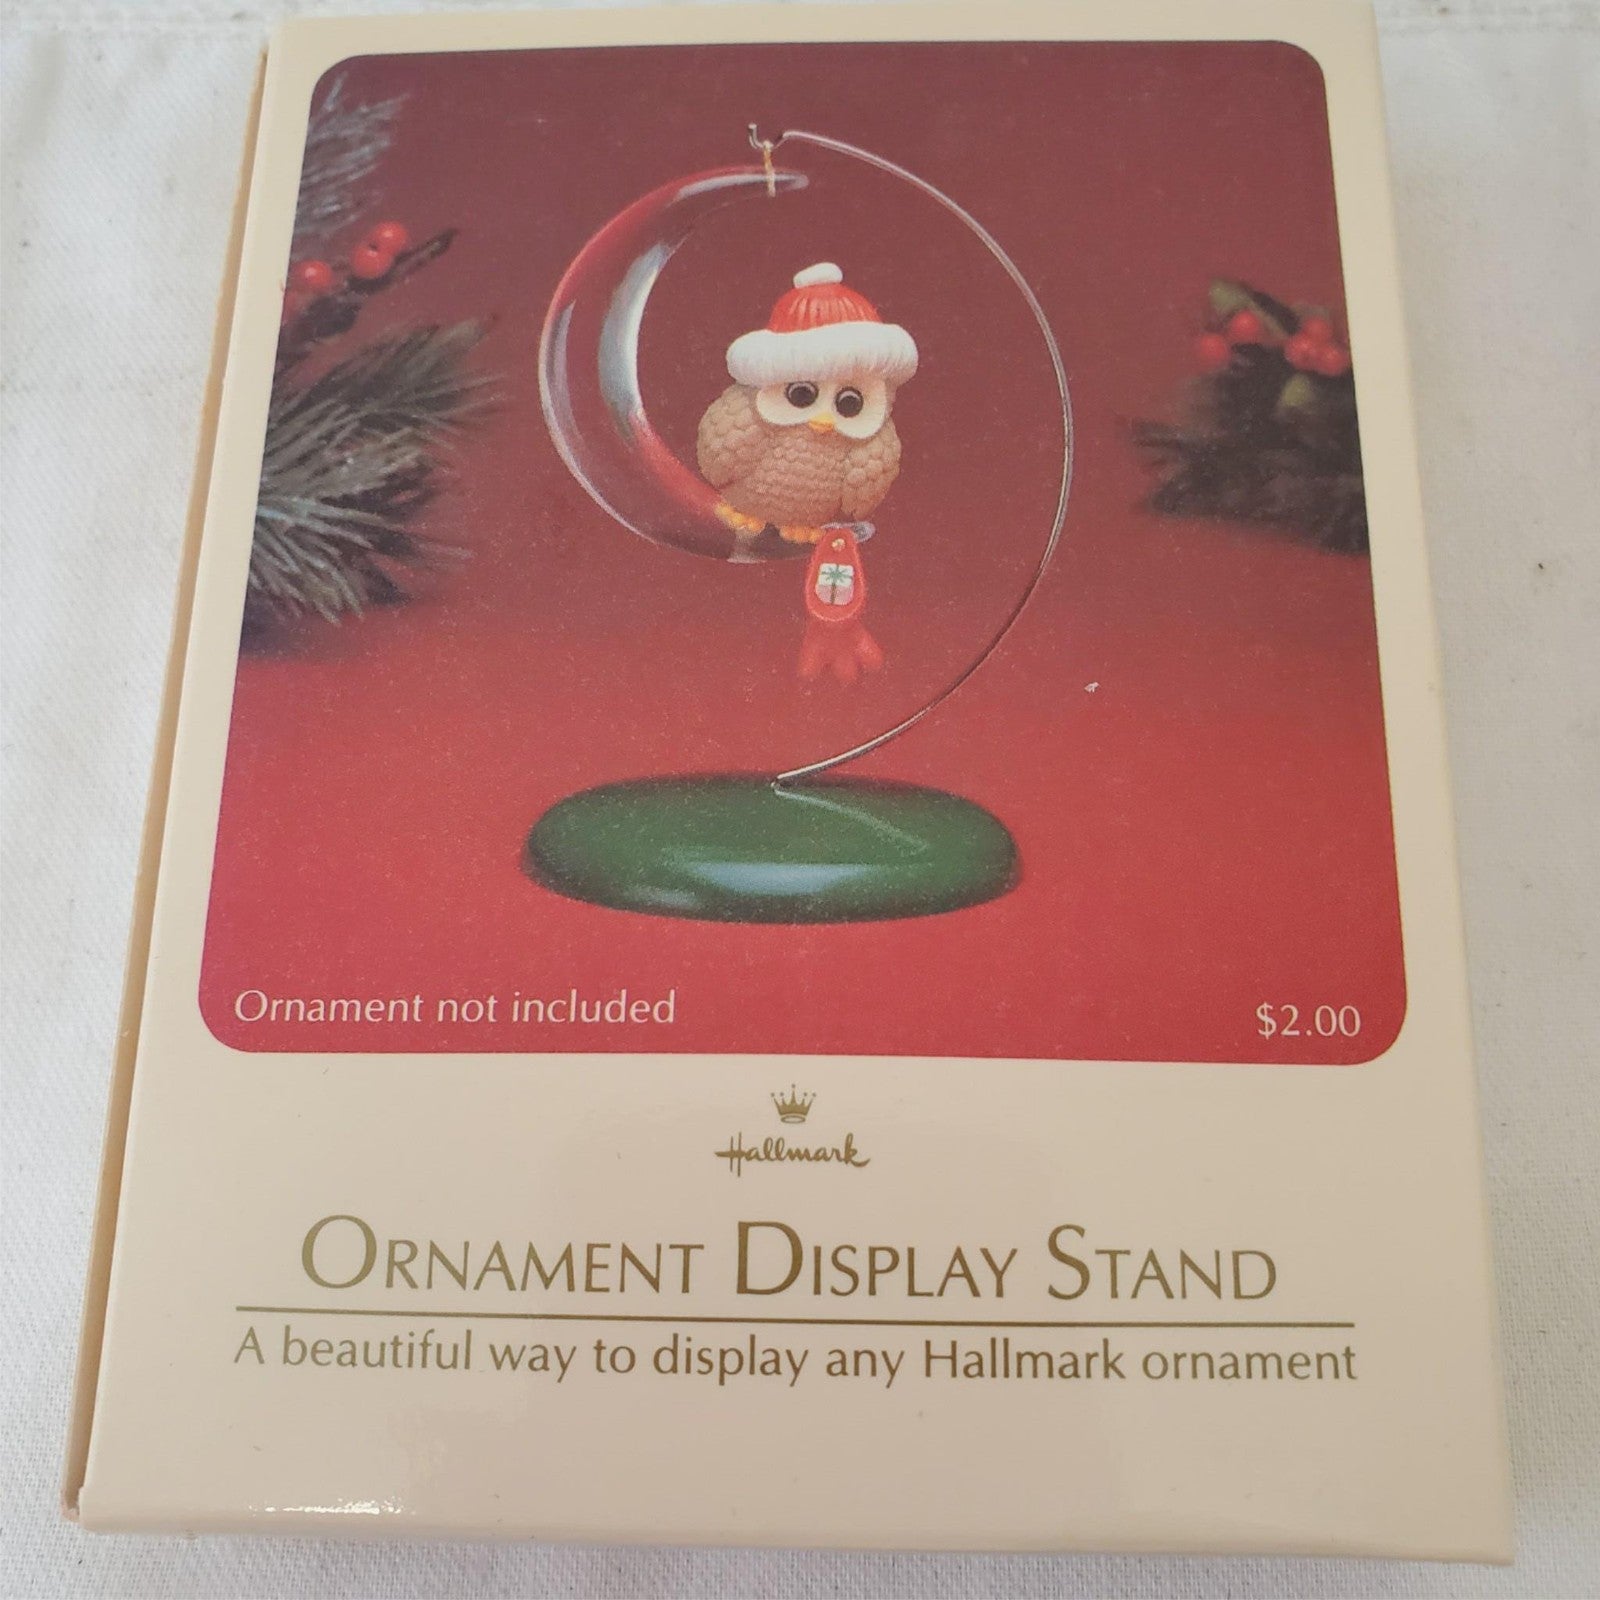 Ornament not included
$2.00
Hallmark
ORNAMENT DISPLAY STAND
A beautiful way to display any Hallmark ornament